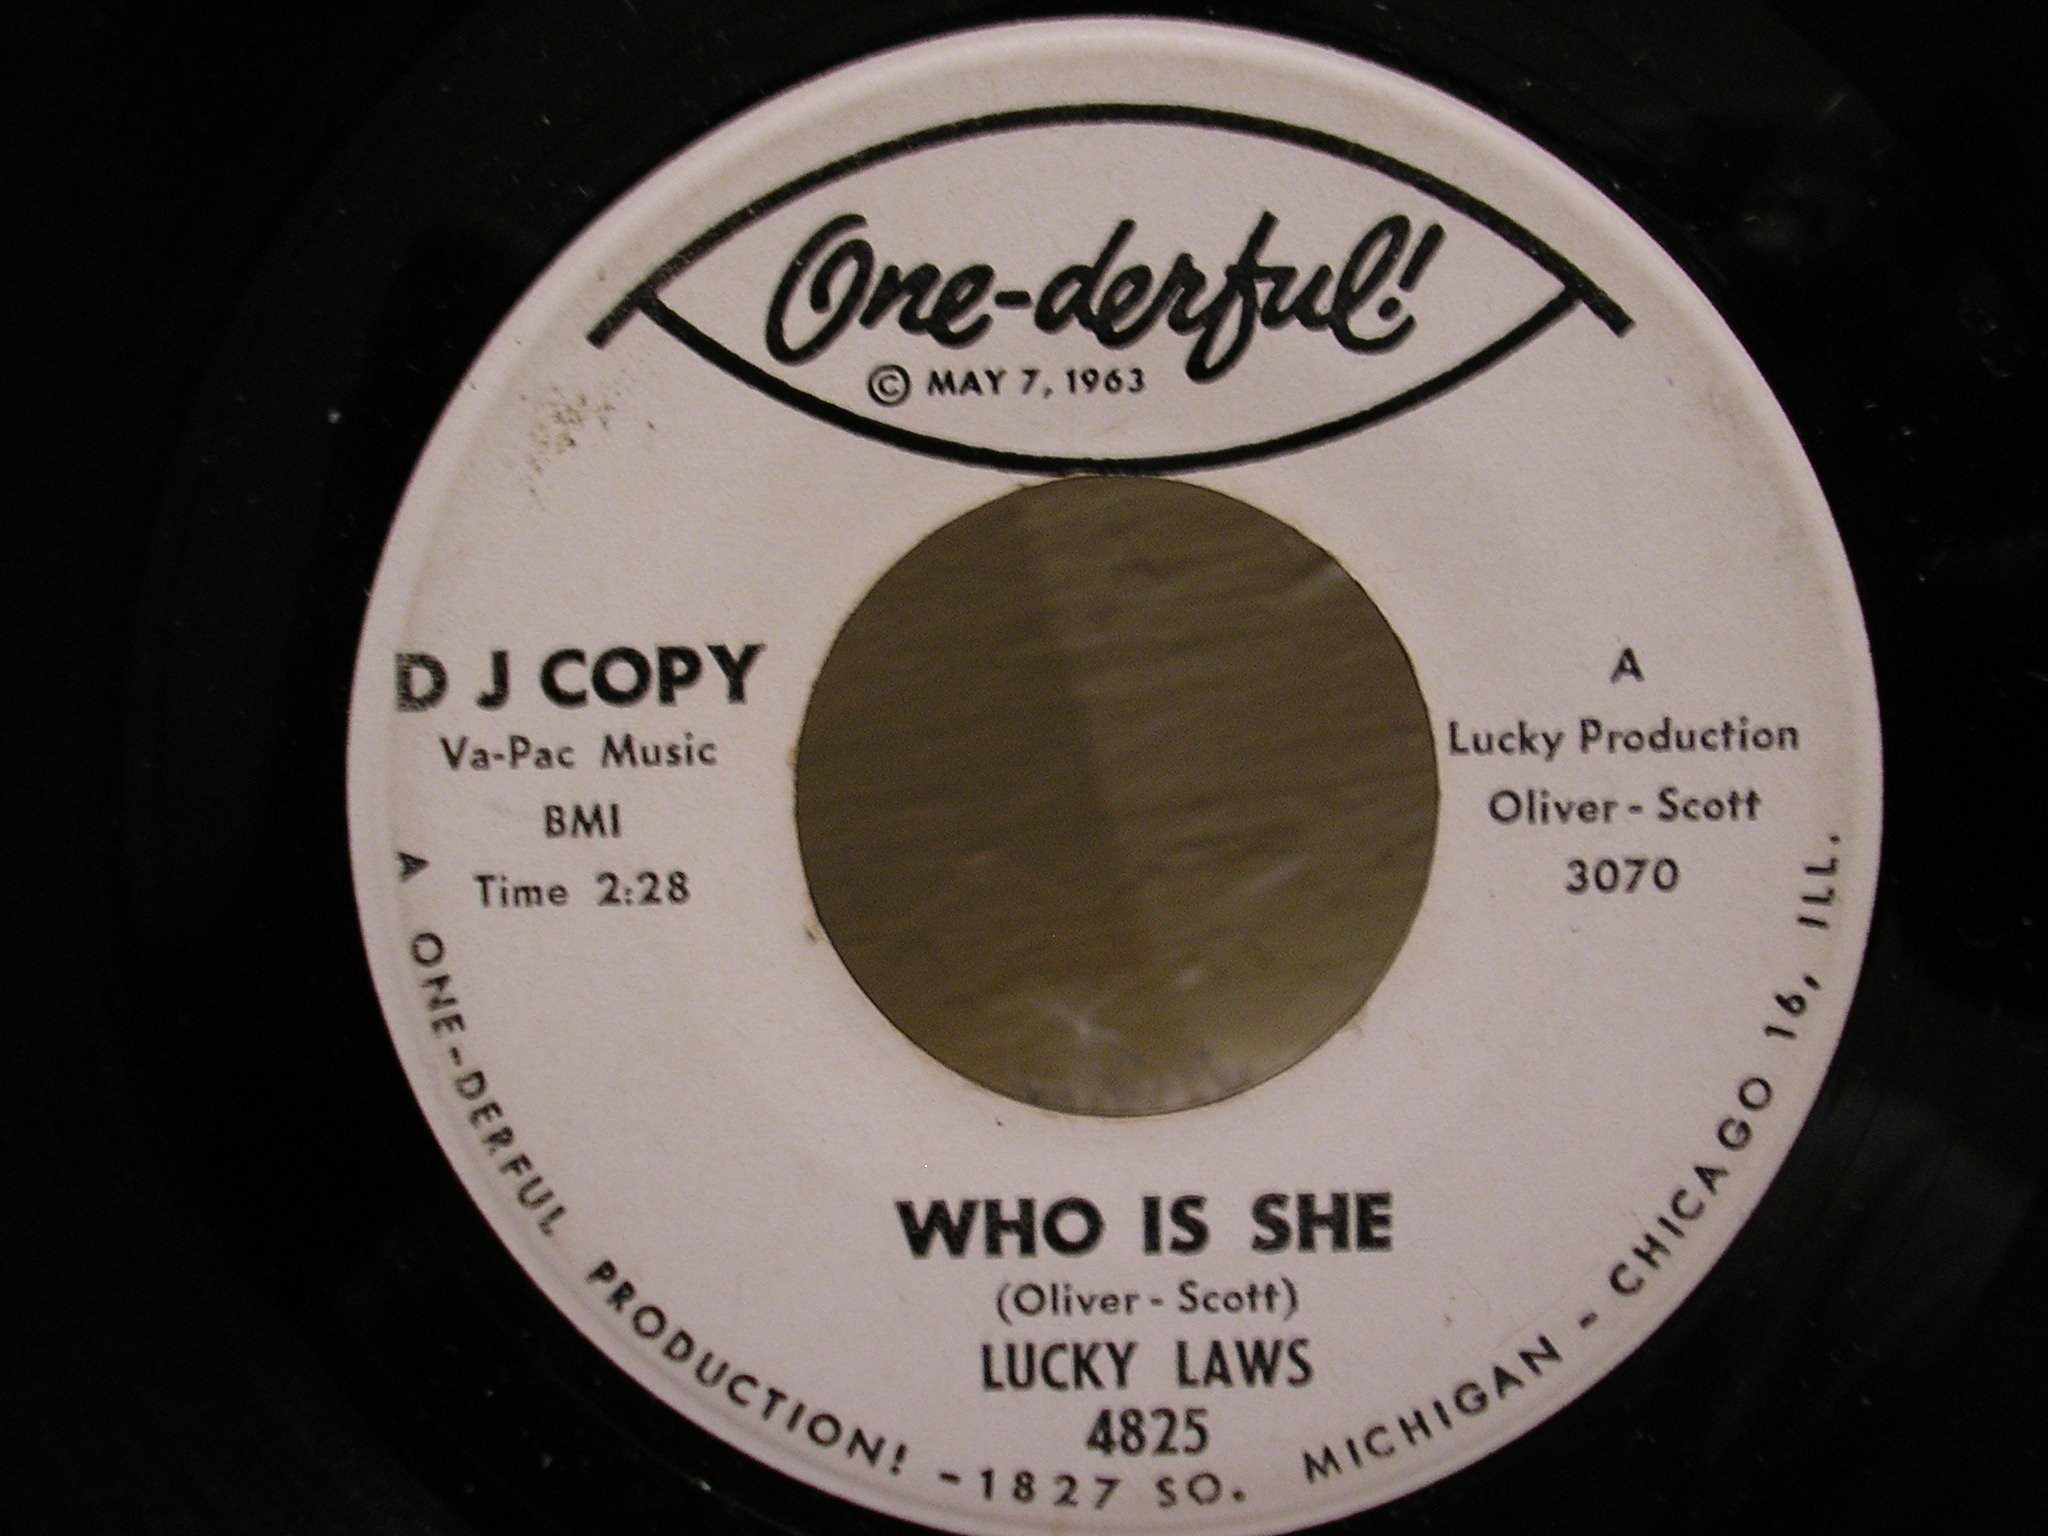 One-derful!
© MAY 7, 1963
D J COPY
Va-Pac Music
BMI
Time 2:28
A
Lucky Production
Oliver - Scott
3070
WHO IS SHE
(Oliver - Scott)
LUCKY LAWS
4825
A ONE-DERFUL PRODUCTION! - 1827 SO. MICHIGAN - CHICAGO 16, ILL.